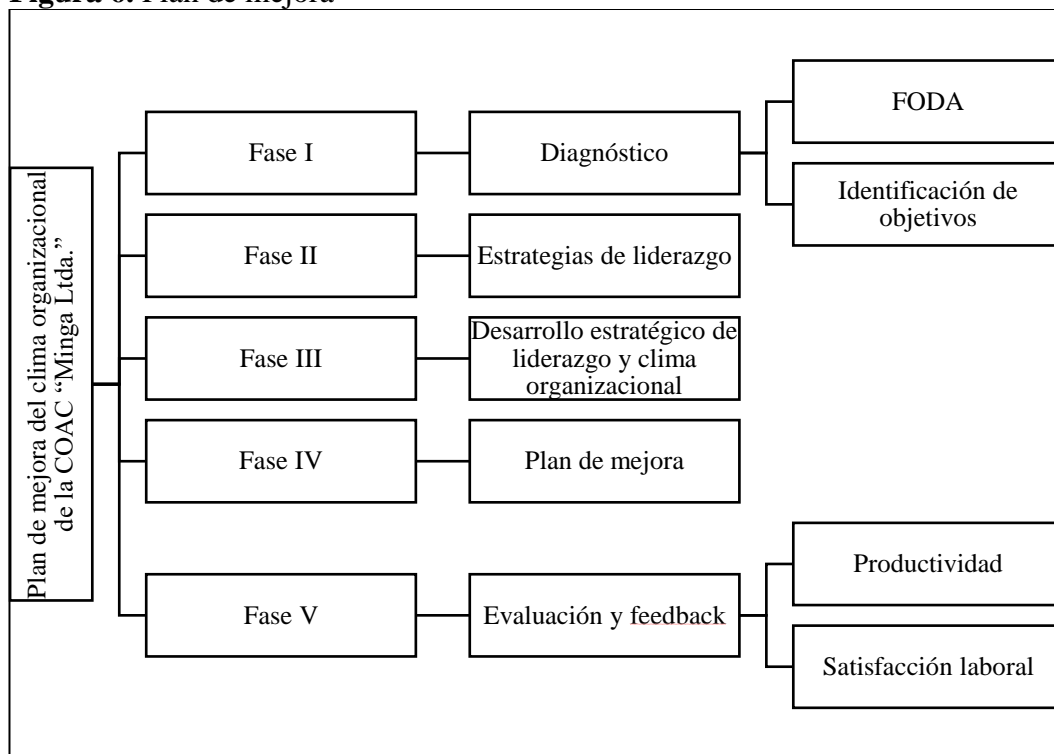 Figura 6. Plan de mejora
Plan de mejora del clima organizacional
de la COAC “Minga Ltda.”
Fase I
Diagnóstico
FODA
Identificación de
objetivos
Fase II
Estrategias de liderazgo
Fase III
Desarrollo estratégico de
liderazgo y clima
organizacional
Fase IV
Plan de mejora
Fase V
Evaluación y feedback
Productividad
Satisfacción laboral